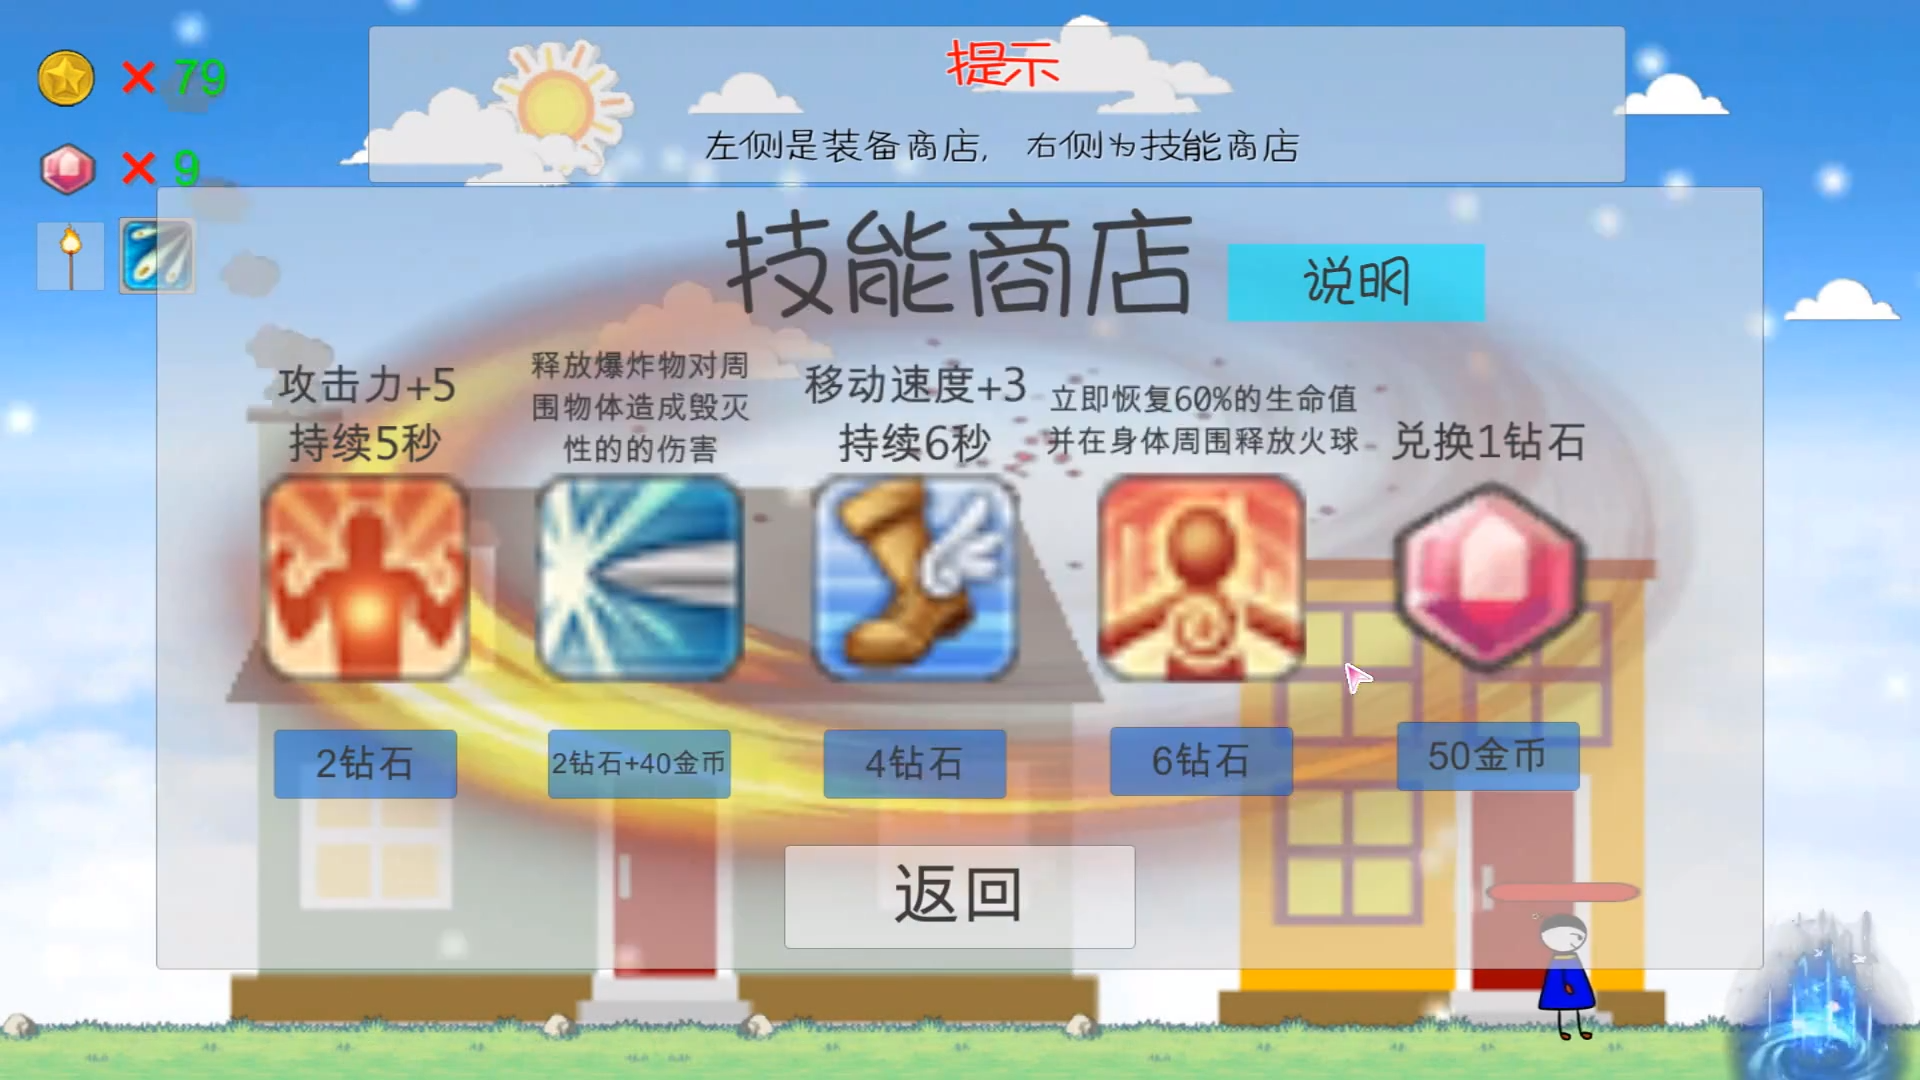 79
提示
左侧是装备商店, 右侧为技能商店
9
技能商店
说明
攻击力+5
持续5秒
释放爆炸物对周
围物体造成毁灭
性的的伤害
移动速度+3
持续6秒
立即恢复60%的生命值
并在身体周围释放火球
兑换1钻石
2钻石
2钻石+40金币
4钻石
6钻石
50金币
返回